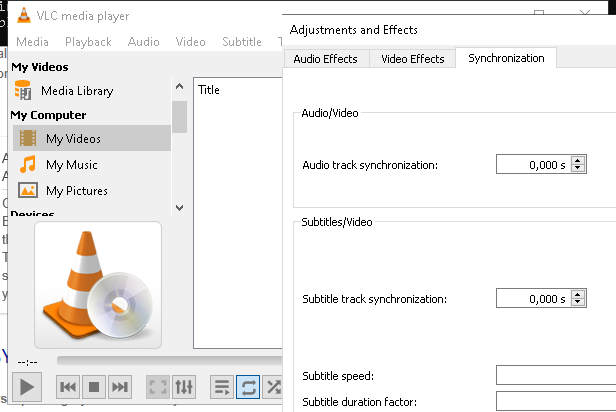 VLC media player
Media Playback Audio Video Subtitle
My Videos
Media Library
My Computer
My Videos
My Music
My Pictures
Devices
Title
--:--
Adjustments and Effects
Audio Effects Video Effects Synchronization
Audio/Video
Audio track synchronization: 0,000 s
Subtitles/Video
Subtitle track synchronization: 0,000 s
Subtitle speed:
Subtitle duration factor: